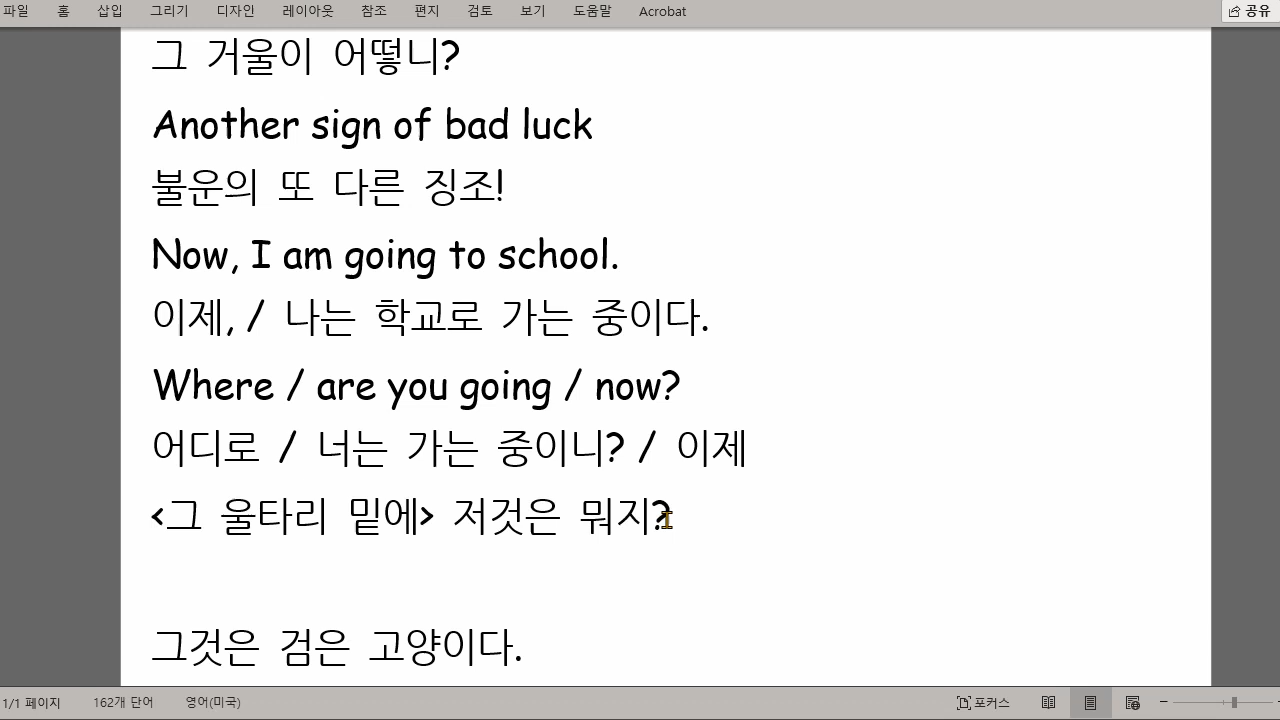 파일 홈 삽입 그리기 디자인 레이아웃 참조 편지 검토 보기 도움말 Acrobat 공유
그 거울이 어떻니?
Another sign of bad luck
불운의 또 다른 징조!
Now, I am going to school.
이제, / 나는 학교로 가는 중이다.
Where / are you going / now?
어디로 / 너는 가는 중이니? / 이제
<그 울타리 밑에> 저것은 뭐지?
그것은 검은 고양이다.
1/1 페이지 162개 단어 영어(미국) 포커스